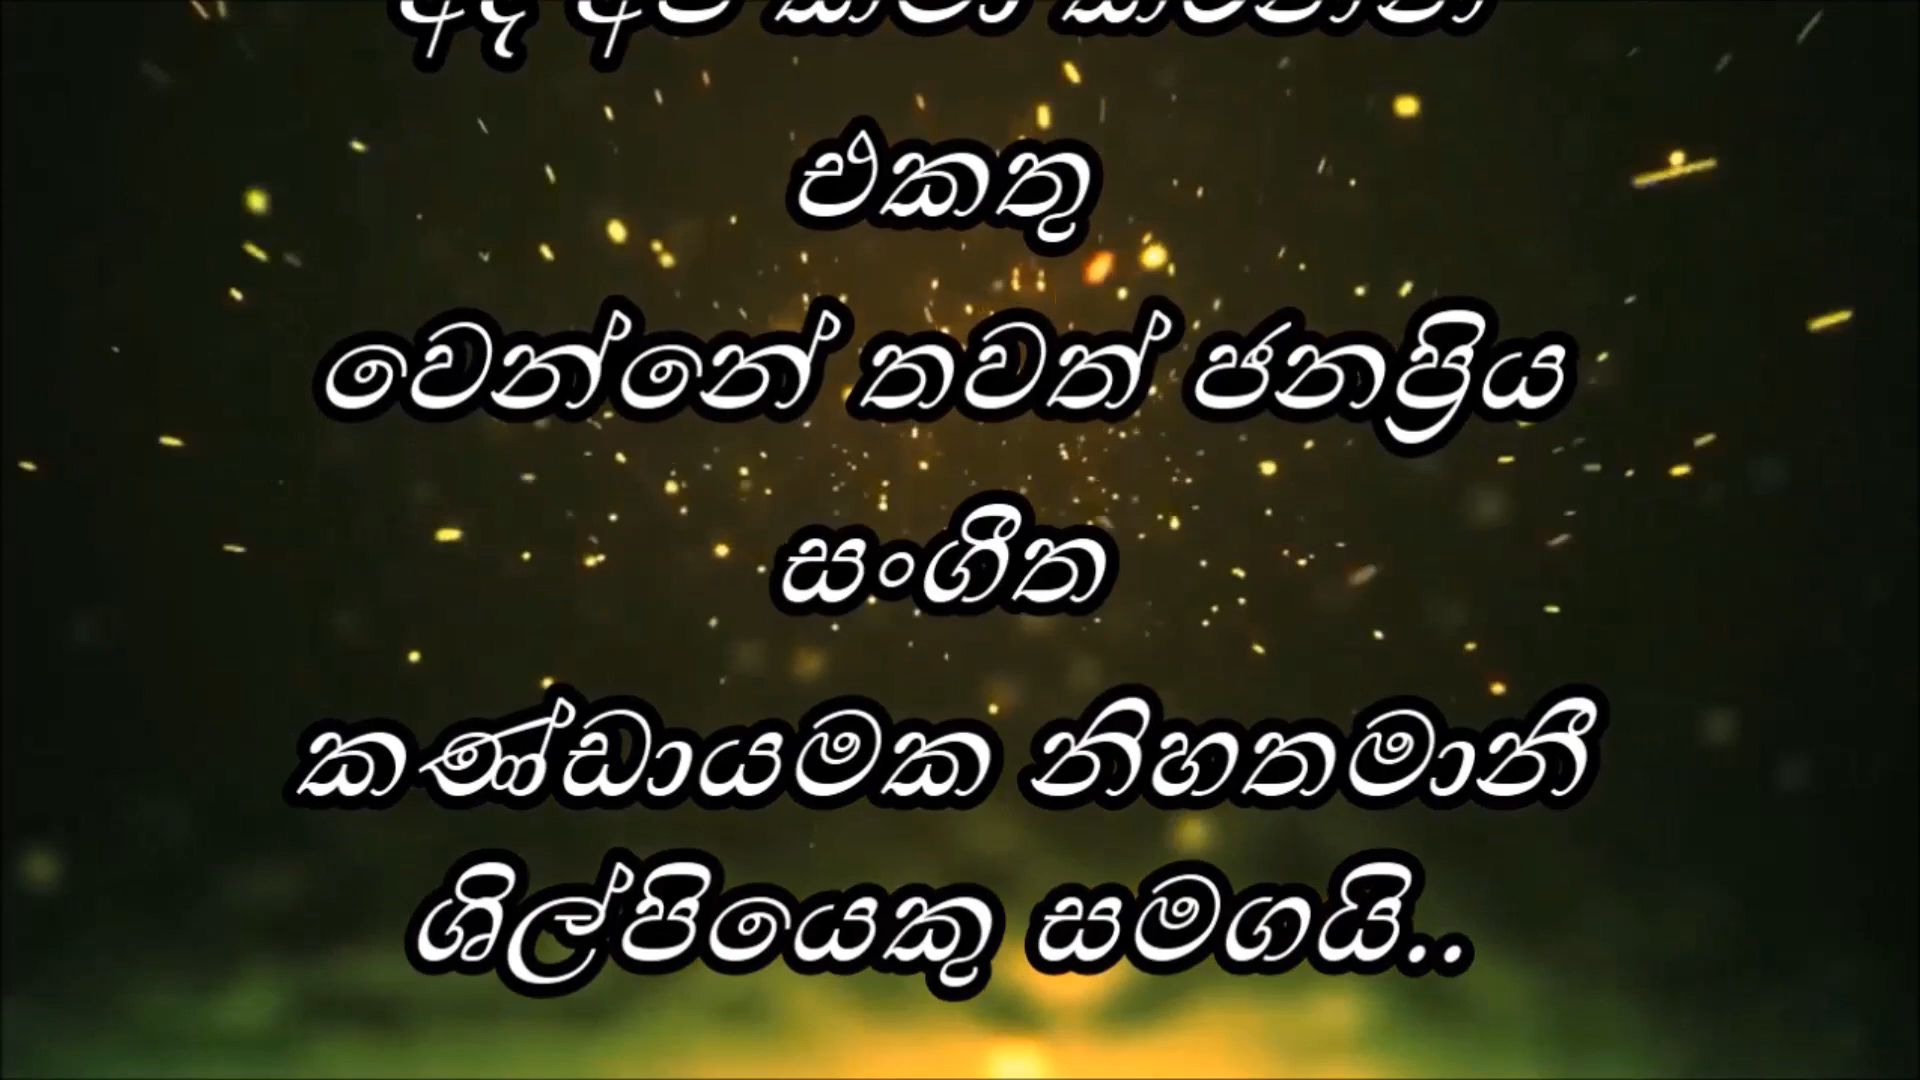 එකතු
වෙන්නේ තවත් ජනප්‍රිය
සංගීත
කණ්ඩායමක නිහතමානී
ශිල්පියෙකු සමගයි..